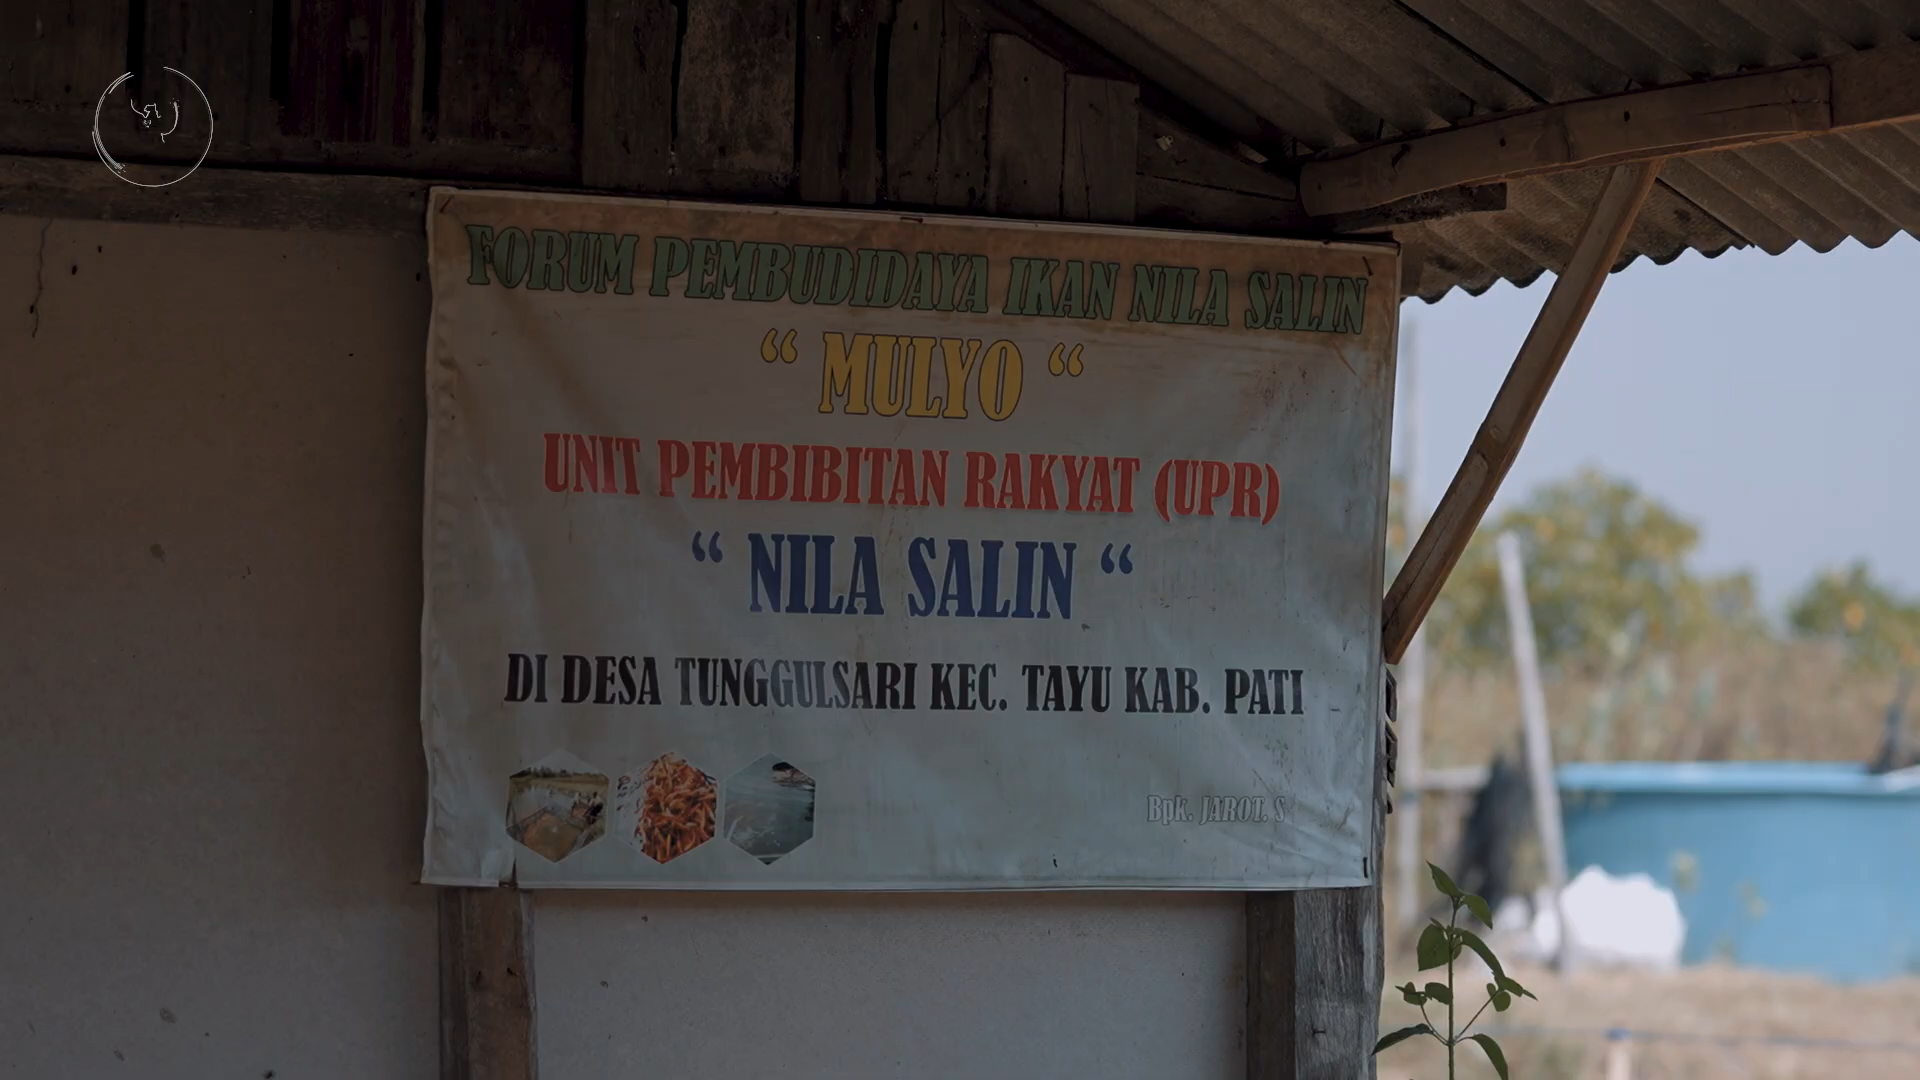 FORUM PEMBUDIDAYA IKAN NILA SALIN
“ MULYO “
UNIT PEMBIBITAN RAKYAT (UPR)
“ NILA SALIN “
DI DESA TUNGGULSARI KEC. TAYU KAB. PATI
Bpk. JAROT. S